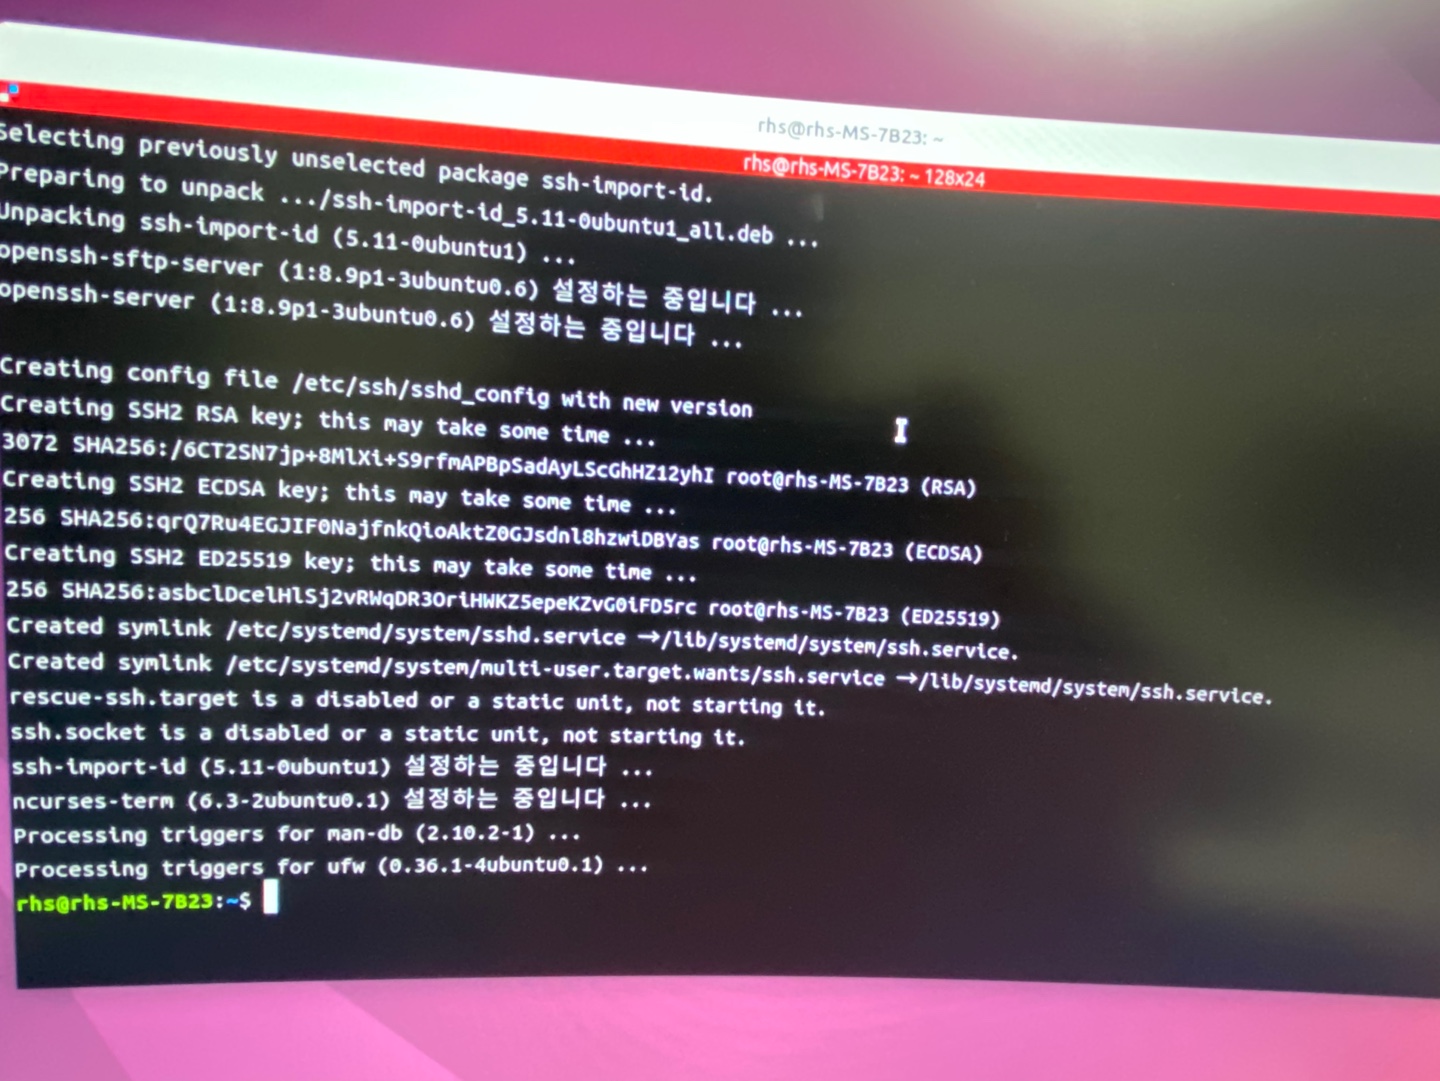 rhs@rhs-MS-7B23: ~
rhs@rhs-MS-7B23: ~ 128x24
Selecting previously unselected package ssh-import-id.
Preparing to unpack .../ssh-import-id_5.11-0ubuntu1_all.deb ...
Unpacking ssh-import-id (5.11-0ubuntu1) ...
openssh-sftp-server (1:8.9p1-3ubuntu0.6) 설정하는 중입니다 ...
openssh-server (1:8.9p1-3ubuntu0.6) 설정하는 중입니다 ...
Creating config file /etc/ssh/sshd_config with new version
Creating SSH2 RSA key; this may take some time ...
3072 SHA256:/6CT2SN7jp+8MlXi+S9rfmAPBpSadAyLScGhHZ12yhI root@rhs-MS-7B23 (RSA)
Creating SSH2 ECDSA key; this may take some time ...
256 SHA256:qrQ7Ru4EGJIF0NajfnkQioAktZ0GJsdnl8hzwiDBYas root@rhs-MS-7B23 (ECDSA)
Creating SSH2 ED25519 key; this may take some time ...
256 SHA256:asbclDcelHlSj2vRWqDR3OriHWKZ5epeKZvG0iFD5rc root@rhs-MS-7B23 (ED25519)
Created symlink /etc/systemd/system/sshd.service → /lib/systemd/system/ssh.service.
Created symlink /etc/systemd/system/multi-user.target.wants/ssh.service → /lib/systemd/system/ssh.service.
rescue-ssh.target is a disabled or a static unit, not starting it.
ssh.socket is a disabled or a static unit, not starting it.
ssh-import-id (5.11-0ubuntu1) 설정하는 중입니다 ...
ncurses-term (6.3-2ubuntu0.1) 설정하는 중입니다 ...
Processing triggers for man-db (2.10.2-1) ...
Processing triggers for ufw (0.36.1-4ubuntu0.1) ...
rhs@rhs-MS-7B23:~$